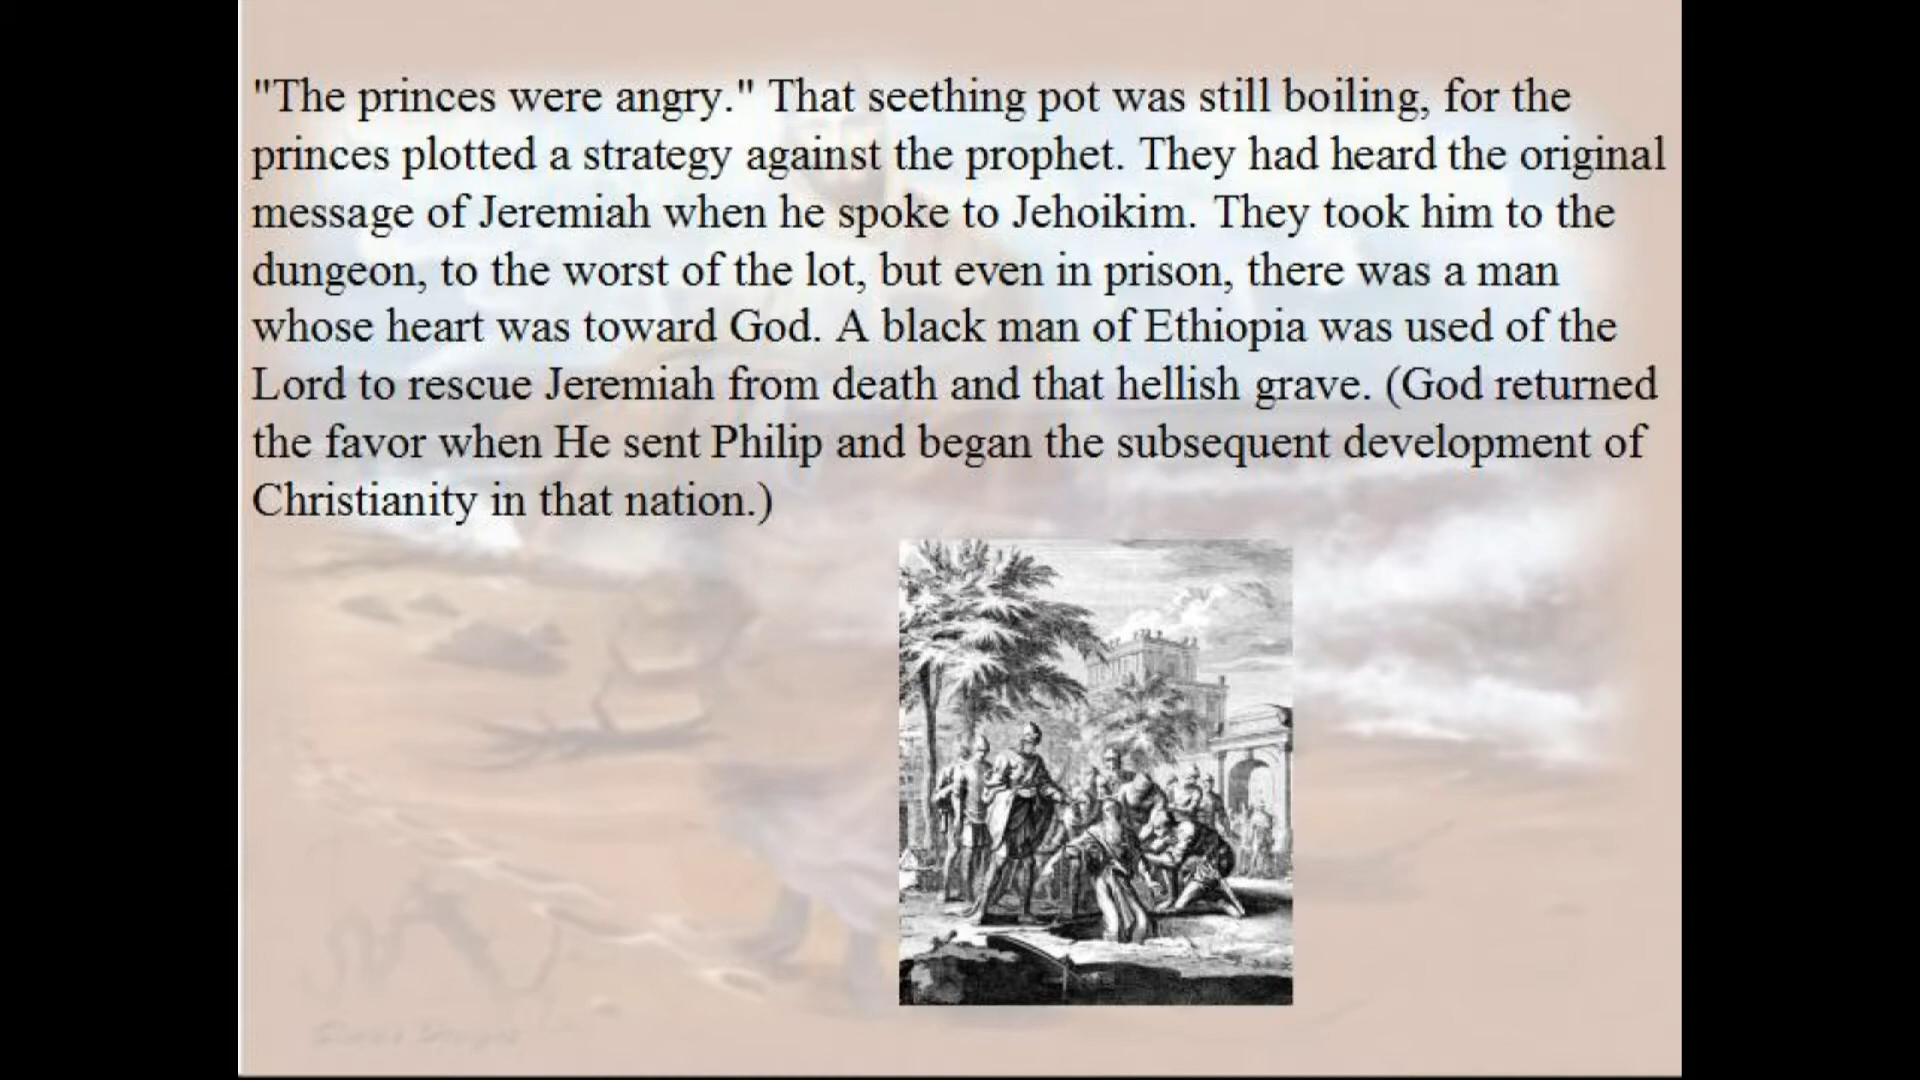 "The princes were angry." That seething pot was still boiling, for the
princes plotted a strategy against the prophet. They had heard the original
message of Jeremiah when he spoke to Jehoikim. They took him to the
dungeon, to the worst of the lot, but even in prison, there was a man
whose heart was toward God. A black man of Ethiopia was used of the
Lord to rescue Jeremiah from death and that hellish grave. (God returned
the favor when He sent Philip and began the subsequent development of
Christianity in that nation.)